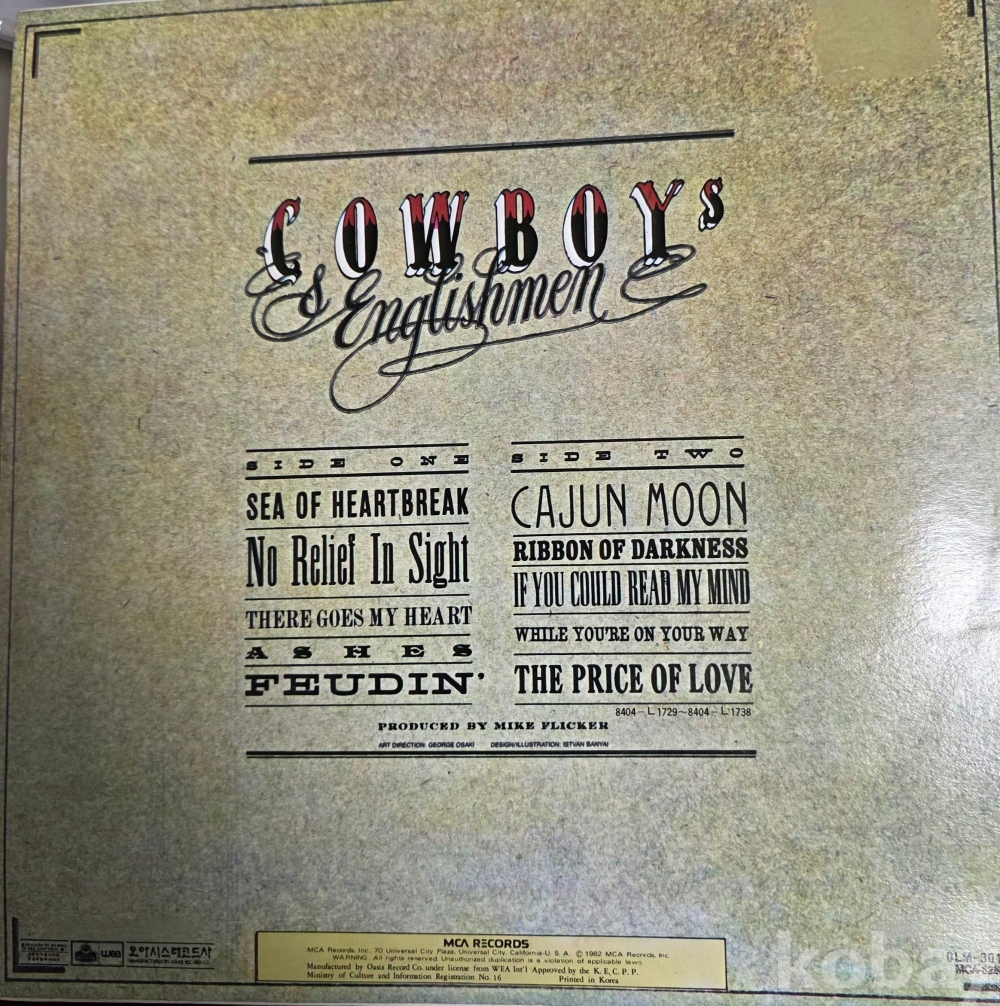 COWBOYs
& Englishmen
SIDE ONE
SEA OF HEARTBREAK
No Relief In Sight
THERE GOES MY HEART
ASHES
FEUDIN'
SIDE TWO
CAJUN MOON
RIBBON OF DARKNESS
IF YOU COULD READ MY MIND
WHILE YOU'RE ON YOUR WAY
THE PRICE OF LOVE
8404-L1729~8404-L1738
PRODUCED BY MIKE FLICKER
ART DIRECTION: GEORGE OSAKI DESIGN/ILLUSTRATION: ISTVAN BANYAI
wea
오아시스레코드사
MANUFACTURED BY OASIS RECORD CO.
MCA RECORDS
MCA Records, Inc., 70 Universal City Plaza, Universal City, California-U. S. A. © 1982 MCA Records, Inc.
WARNING: All rights reserved. Unauthorized duplication is a violation of applicable laws.
Manufactured by Oasis Record Co. under license from WEA Int'l Approved by the K. E. C. P. P.
Ministry of Culture and Information Registration No. 16 Printed in Korea